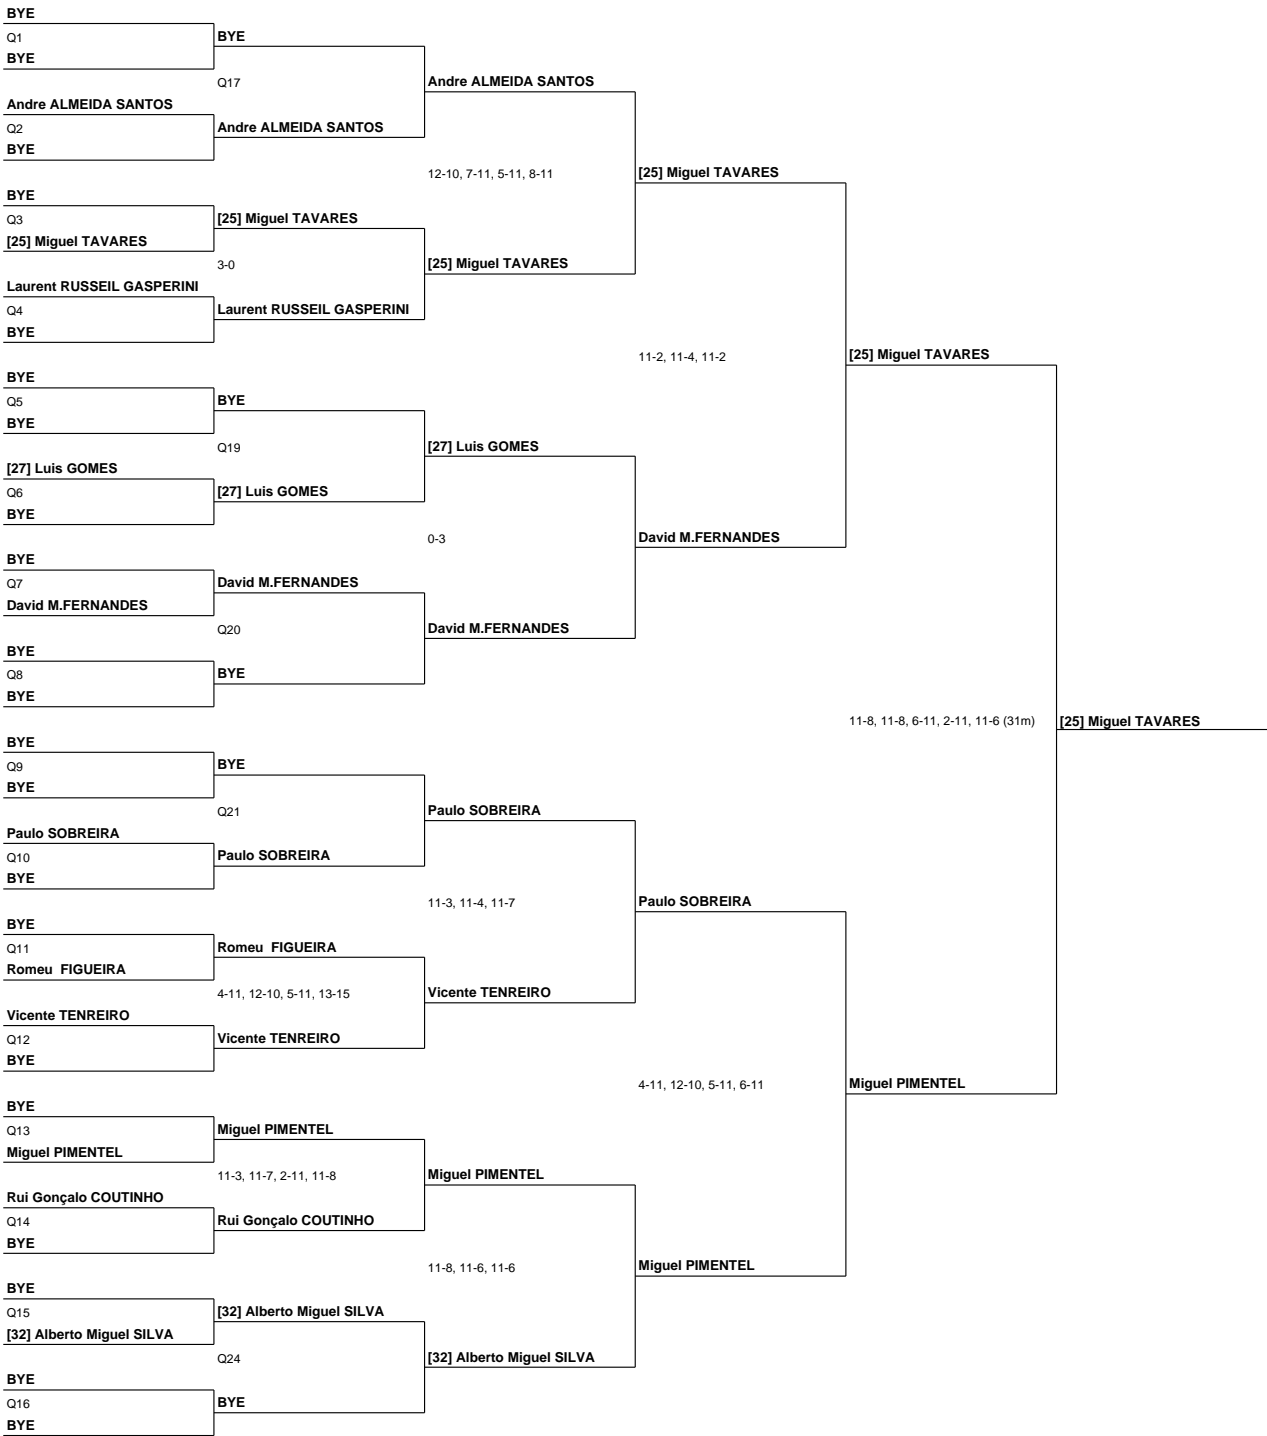 BYE
Q1
BYE
BYE
Q17
Andre ALMEIDA SANTOS
Andre ALMEIDA SANTOS
Q2
Andre ALMEIDA SANTOS
BYE
12-10, 7-11, 5-11, 8-11
[25] Miguel TAVARES
BYE
Q3
[25] Miguel TAVARES
[25] Miguel TAVARES
3-0
[25] Miguel TAVARES
Laurent RUSSEIL GASPERINI
Q4
Laurent RUSSEIL GASPERINI
BYE
11-2, 11-4, 11-2
[25] Miguel TAVARES
BYE
Q5
BYE
BYE
Q19
[27] Luis GOMES
[27] Luis GOMES
Q6
[27] Luis GOMES
BYE
0-3
David M.FERNANDES
BYE
Q7
David M.FERNANDES
David M.FERNANDES
Q20
David M.FERNANDES
BYE
Q8
BYE
BYE
11-8, 11-8, 6-11, 2-11, 11-6 (31m)
[25] Miguel TAVARES
BYE
Q9
BYE
BYE
Q21
Paulo SOBREIRA
Paulo SOBREIRA
Q10
Paulo SOBREIRA
BYE
11-3, 11-4, 11-7
Paulo SOBREIRA
BYE
Q11
Romeu  FIGUEIRA
Romeu  FIGUEIRA
4-11, 12-10, 5-11, 13-15
Vicente TENREIRO
Vicente TENREIRO
Q12
Vicente TENREIRO
BYE
4-11, 12-10, 5-11, 6-11
Miguel PIMENTEL
BYE
Q13
Miguel PIMENTEL
Miguel PIMENTEL
11-3, 11-7, 2-11, 11-8
Miguel PIMENTEL
Rui Gonçalo COUTINHO
Q14
Rui Gonçalo COUTINHO
BYE
11-8, 11-6, 11-6
Miguel PIMENTEL
BYE
Q15
[32] Alberto Miguel SILVA
[32] Alberto Miguel SILVA
Q24
[32] Alberto Miguel SILVA
BYE
Q16
BYE
BYE